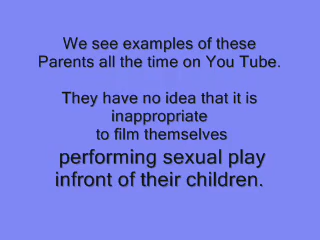 We see examples of these
Parents all the time on You Tube.
They have no idea that it is
inappropriate
to film themselves
performing sexual play
infront of their children.